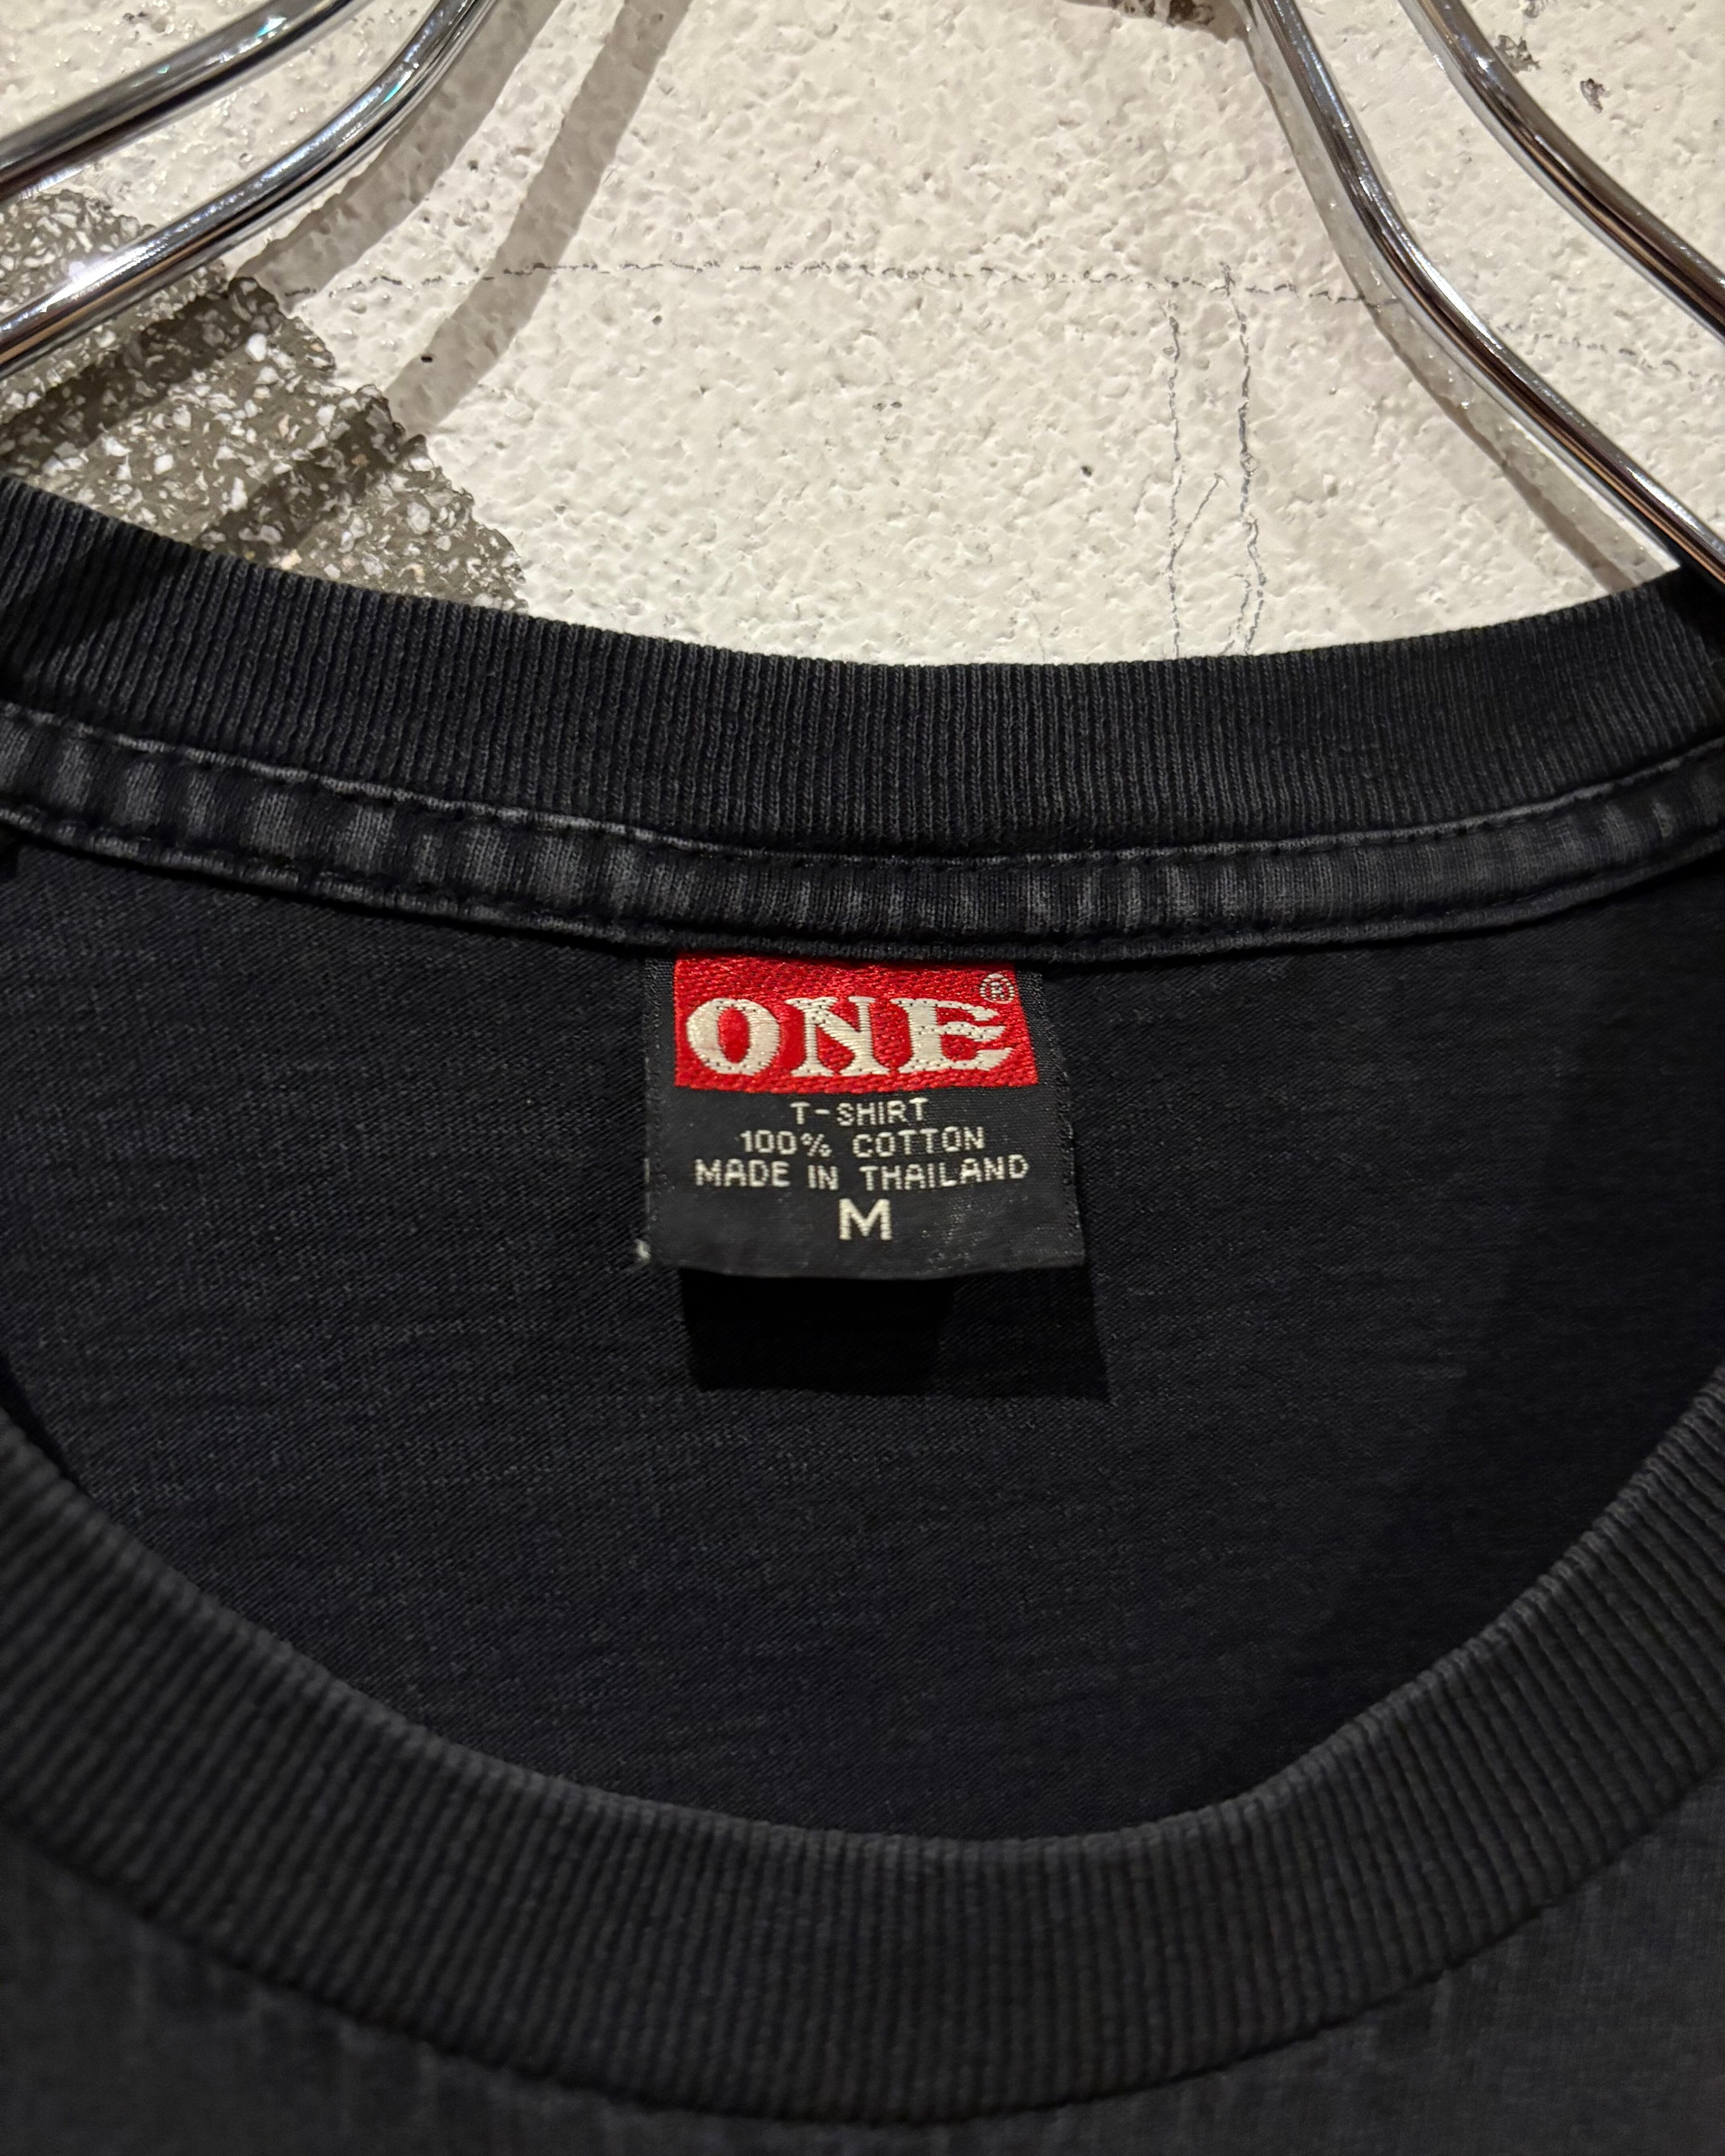 ONE®
T-SHIRT
100% COTTON
MADE IN THAILAND
M